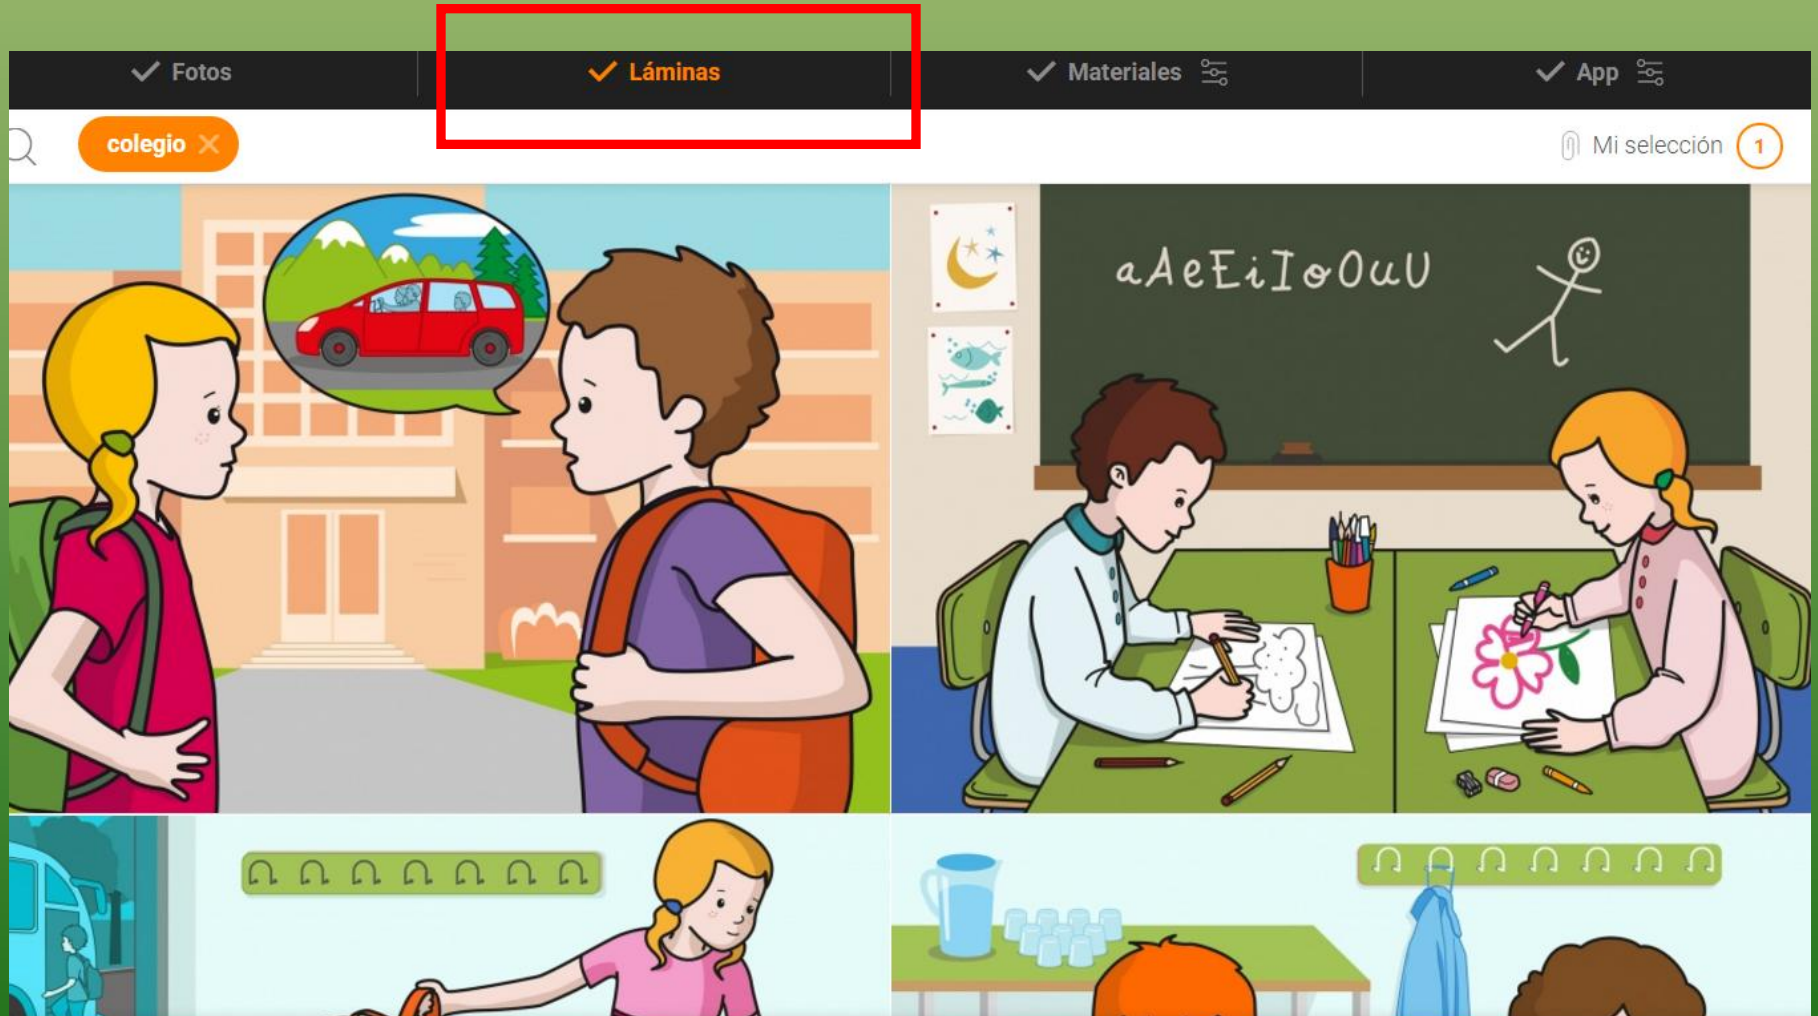 Fotos
Láminas
Materiales
App
colegio
Mi selección 1
aAeEiIoOuU